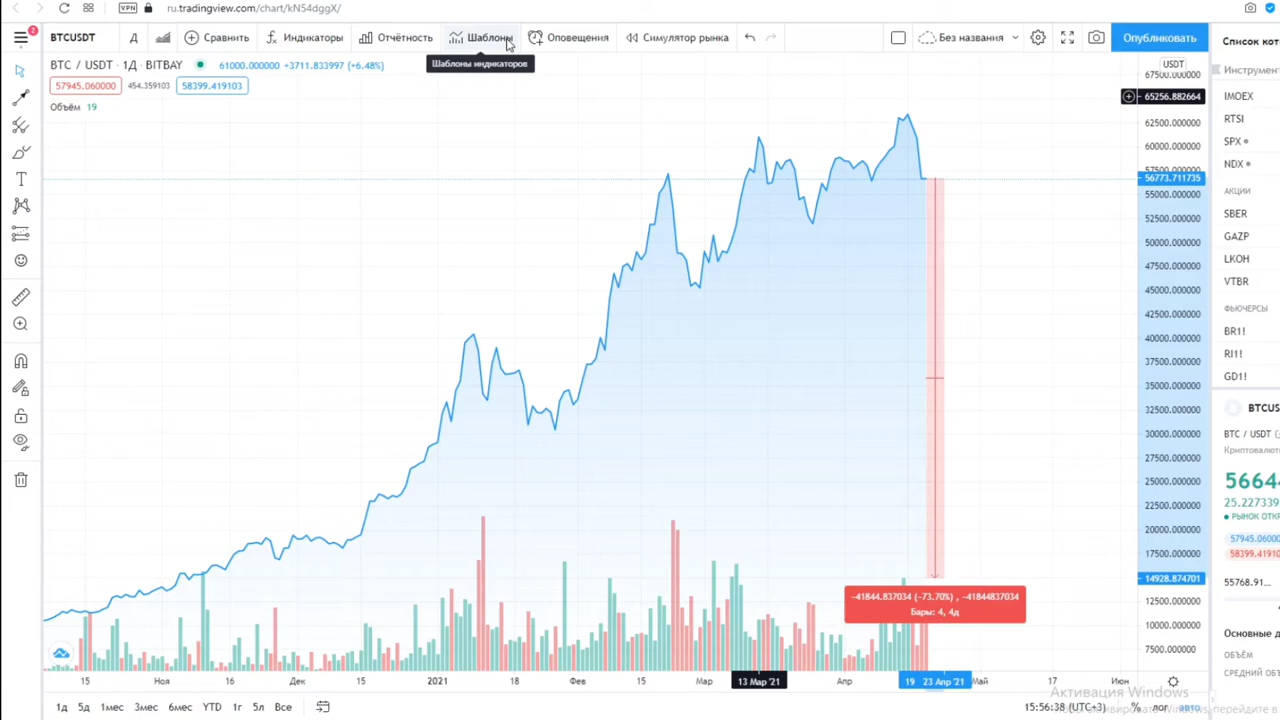 VPN
ru.tradingview.com/chart/kN54dggX/
2
BTCUSDT
Д
Сравнить
Индикаторы
Отчётность
Шаблоны
Оповещения
Симулятор рынка
Без названия
Опубликовать
Список кот
Шаблоны индикаторов
BTC / USDT · 1Д · BITBAY
61000.000000 +3711.833997 (+6.48%)
57945.060000
454.359103
58399.419103
Объём 19
USDT
67500.000000
65256.882664
62500.000000
57500.000000
56773.711735
55000.000000
52500.000000
50000.000000
47500.000000
45000.000000
42500.000000
40000.000000
37500.000000
35000.000000
32500.000000
30000.000000
27500.000000
25000.000000
22500.000000
20000.000000
17500.000000
14928.874701
12500.000000
10000.000000
7500.000000
−41844.837034 (−73.70%) , −41844837034
Бары: 4, 4д
15
Ноя
16
Дек
15
2021
18
Фев
15
Мар
13 Мар '21
Апр
19
23 Апр '21
Май
17
Июн
1д
5д
1мес
3мес
6мес
YTD
1г
5л
Все
15:56:38 (UTC+3)
%
лог
авто
Активация Windows
Инструмент
IMOEX
RTSI
SPX
NDX
АКЦИИ
SBER
GAZP
LKOH
VTBR
ФЬЮЧЕРСЫ
BR1!
RI1!
GD1!
BTCUS
BTC / USDT
Криптовалют
5664
25.227339
РЫНОК ОТКР
57945.0600
58399.4191
55768.91...
Основные д
ОБЪЁМ
СРЕДНИЙ ОБЪЁ